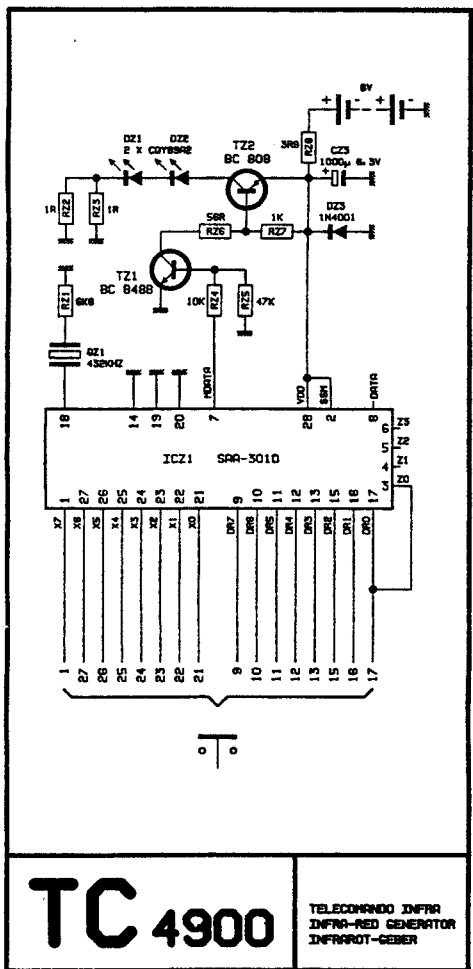 6V
+ - - + -
DZ1 DZ2
2 X CQY89A2
TZ2
BC 808
3R9
RZ8
CZ3
1000µ 6.3V
1R
RZ2
RZ3
1R
56R
RZ6
1K
RZ7
DZ3
1N4001
TZ1
BC 848B
RZ1
6K8
10K
RZ4
RZ5
47K
QZ1
432KHZ
MDATA
VDD
SSM
DATA
18 14 19 20 7 28 2 8
6 Z3
5 Z2
4 Z1
3 Z0
ICZ1 SAA-3010
1 27 26 25 24 23 22 21 9 10 11 12 13 15 16 17
X7 X6 X5 X4 X3 X2 X1 X0 DR7 DR6 DR5 DR4 DR3 DR2 DR1 DR0
1 27 26 25 24 23 22 21 9 10 11 12 13 15 16 17
TC 4900
TELECOMANDO INFRA
INFRA-RED GENERATOR
INFRAROT-GEBER